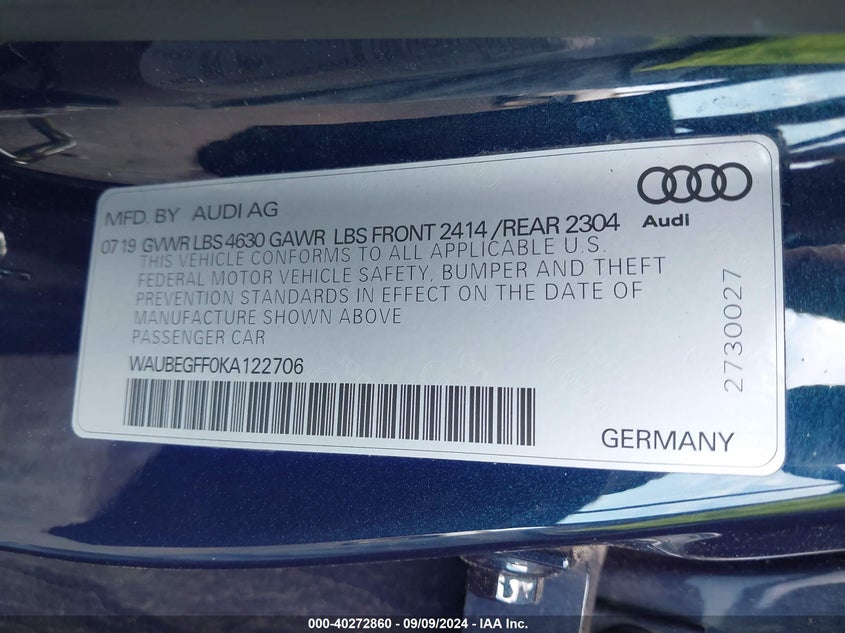 MFD. BY AUDI AG
Audi
07 19 GVWR LBS 4630 GAWR LBS FRONT 2414 /REAR 2304
THIS VEHICLE CONFORMS TO ALL APPLICABLE U.S.
FEDERAL MOTOR VEHICLE SAFETY, BUMPER AND THEFT
PREVENTION STANDARDS IN EFFECT ON THE DATE OF
MANUFACTURE SHOWN ABOVE
PASSENGER CAR
WAUBEGFF0KA122706
GERMANY
2730027
000-40272860 - 09/09/2024 - IAA Inc.